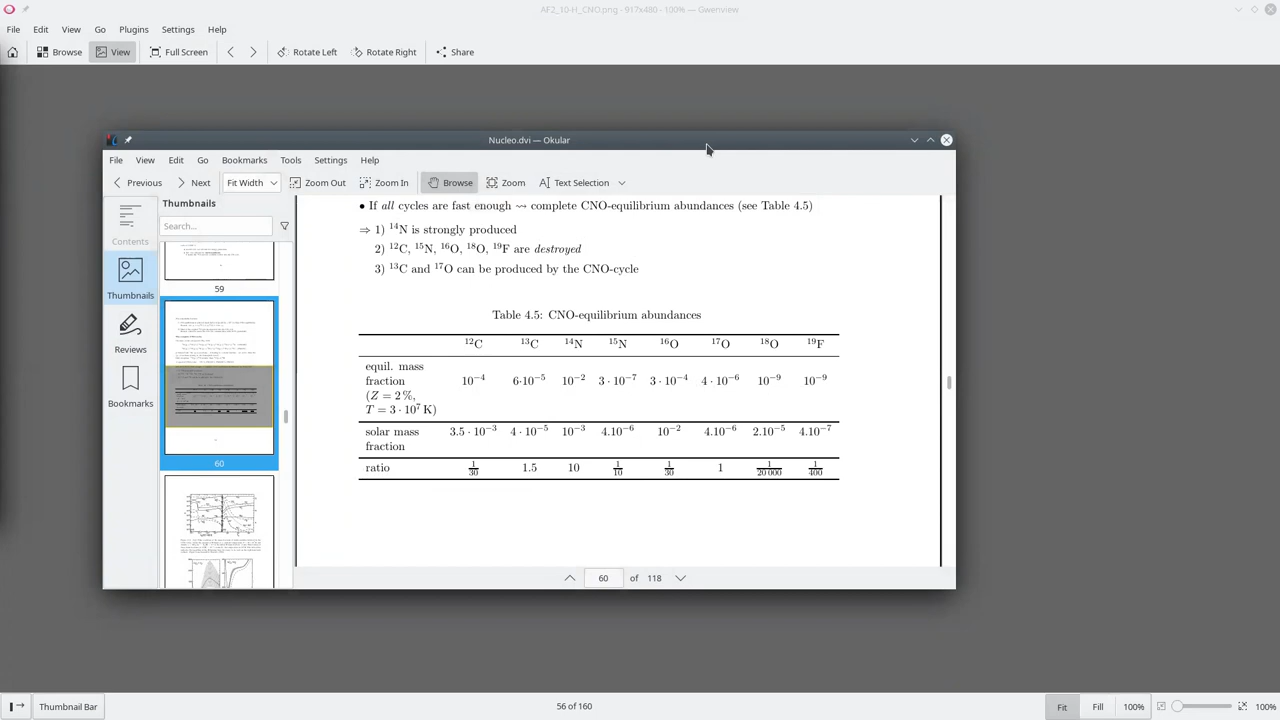 AF2_10-H_CNO.png - 917x480 - 100% — Gwenview
File Edit View Go Plugins Settings Help
Browse View Full Screen Rotate Left Rotate Right Share
Nucleo.dvi — Okular
File View Edit Go Bookmarks Tools Settings Help
Previous Next Fit Width Zoom Out Zoom In Browse Zoom Text Selection
Contents
Thumbnails
Reviews
Bookmarks
Thumbnails
Search...
59
60
• If all cycles are fast enough ⇝ complete CNO-equilibrium abundances (see Table 4.5)
⇒ 1) ¹⁴N is strongly produced
2) ¹²C, ¹⁵N, ¹⁶O, ¹⁸O, ¹⁹F are destroyed
3) ¹³C and ¹⁷O can be produced by the CNO-cycle
Table 4.5: CNO-equilibrium abundances
¹²C ¹³C ¹⁴N ¹⁵N ¹⁶O ¹⁷O ¹⁸O ¹⁹F
equil. mass
fraction 10⁻⁴ 6·10⁻⁵ 10⁻² 3 · 10⁻⁷ 3 · 10⁻⁴ 4 · 10⁻⁶ 10⁻⁹ 10⁻⁹
(Z = 2 %,
T = 3 · 10⁷ K)
solar mass 3.5 · 10⁻³ 4 · 10⁻⁵ 10⁻³ 4.10⁻⁶ 10⁻² 4.10⁻⁶ 2.10⁻⁵ 4.10⁻⁷
fraction
ratio 1/30 1.5 10 1/10 1/30 1 1/20 000 1/400
60 of 118
Thumbnail Bar 56 of 160 Fit Fill 100% 100%